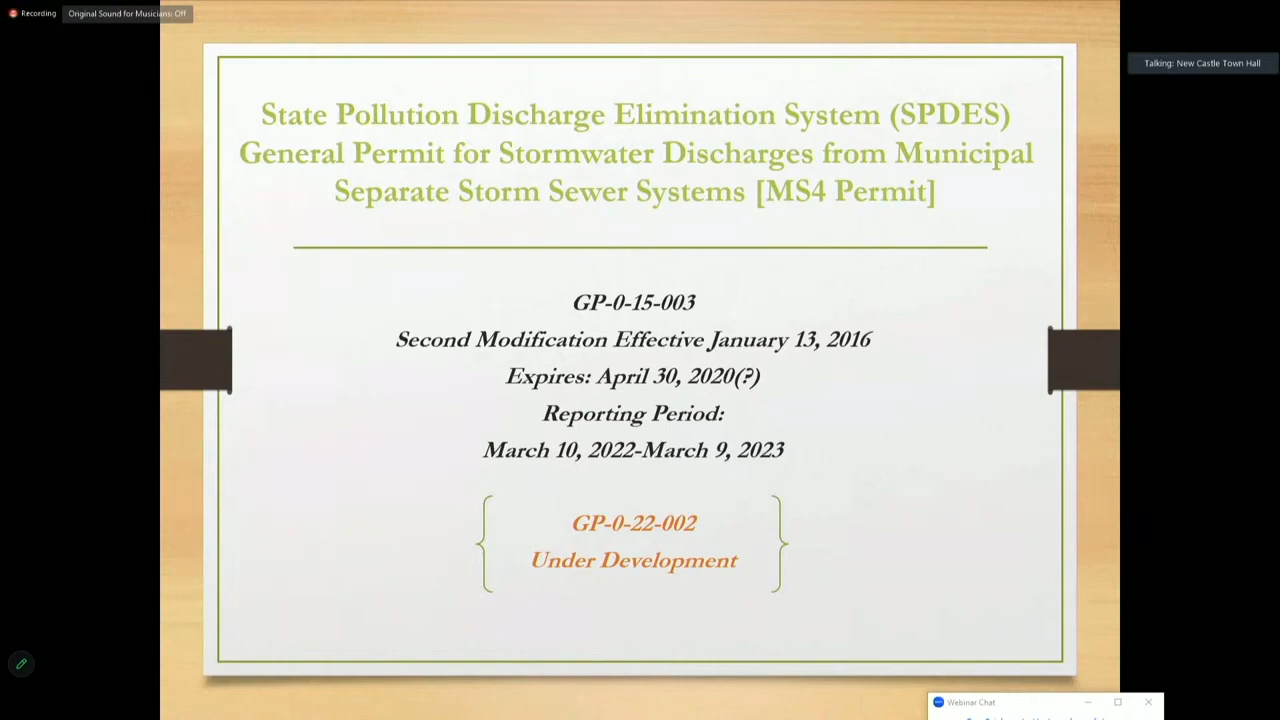 Recording
Original Sound for Musicians: Off
Talking: New Castle Town Hall
State Pollution Discharge Elimination System (SPDES)
General Permit for Stormwater Discharges from Municipal
Separate Storm Sewer Systems [MS4 Permit]
GP-0-15-003
Second Modification Effective January 13, 2016
Expires: April 30, 2020(?)
Reporting Period:
March 10, 2022-March 9, 2023
GP-0-22-002
Under Development
Webinar Chat